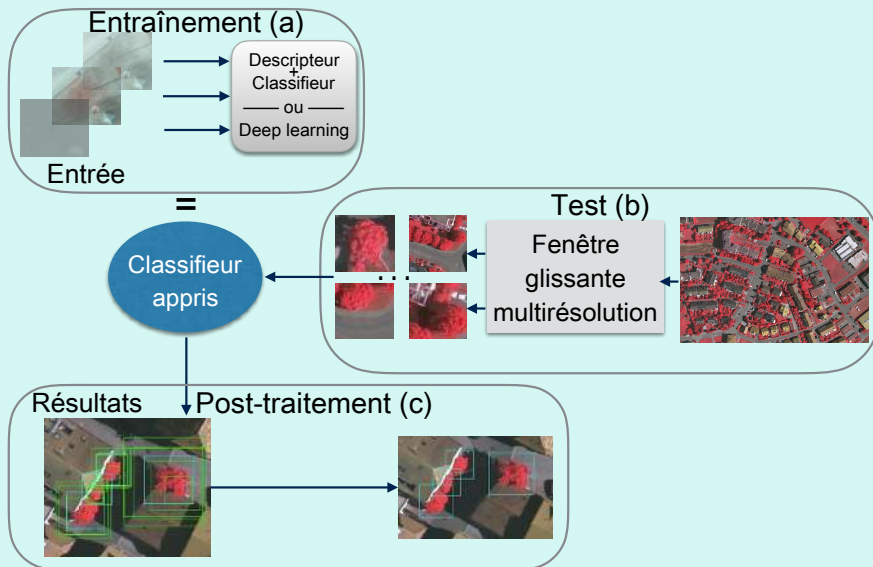 Entraînement (a)
Descripteur
+
Classifieur
ou
Deep learning
Entrée
=
Classifieur
appris
Test (b)
Fenêtre
glissante
multirésolution
...
Résultats
Post-traitement (c)